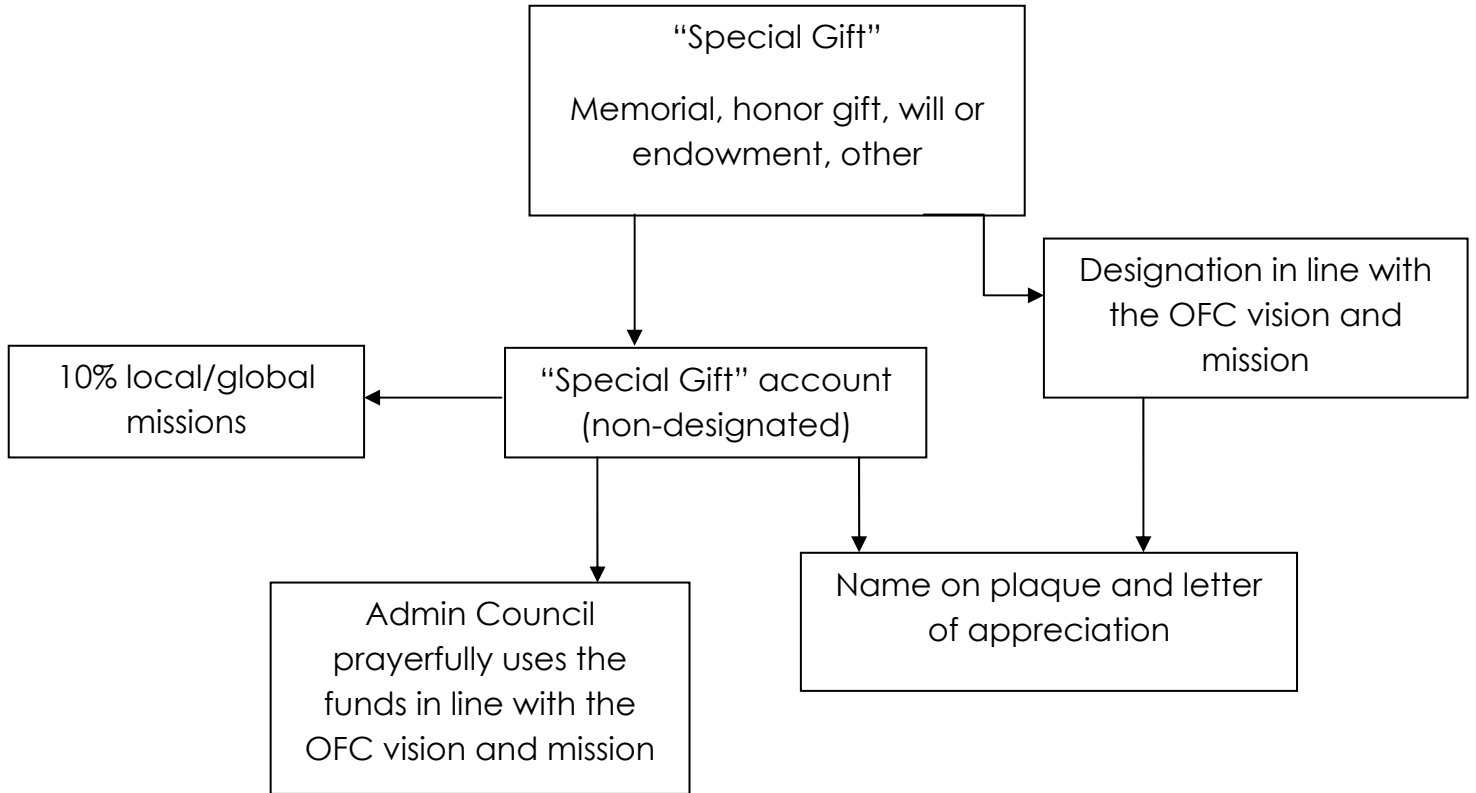 “Special Gift”
Memorial, honor gift, will or
endowment, other
Designation in line with
the OFC vision and
mission
10% local/global
missions
“Special Gift” account
(non-designated)
Name on plaque and letter
of appreciation
Admin Council
prayerfully uses the
funds in line with the
OFC vision and mission